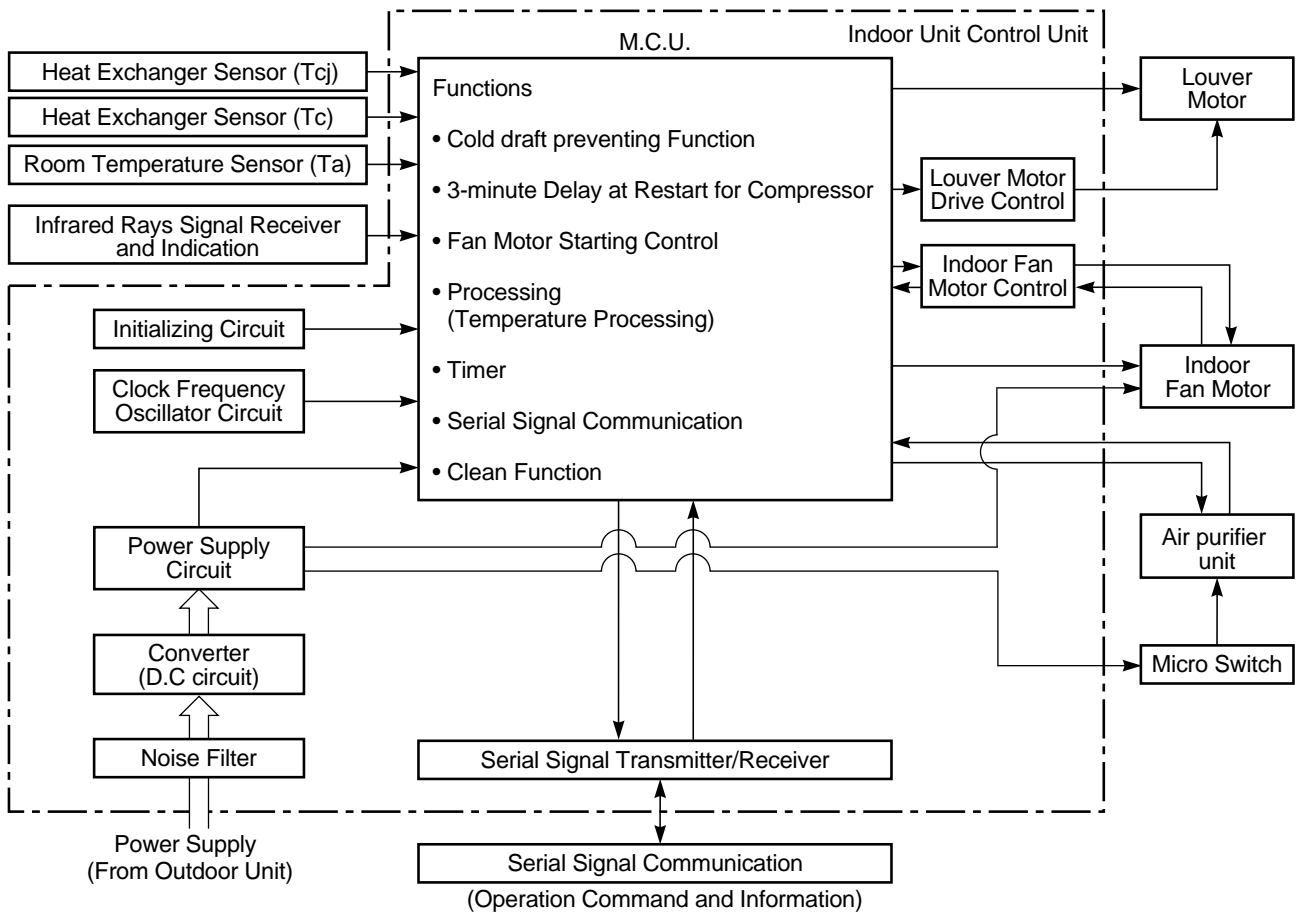 Indoor Unit Control Unit
M.C.U.
Heat Exchanger Sensor (Tcj)
Heat Exchanger Sensor (Tc)
Room Temperature Sensor (Ta)
Infrared Rays Signal Receiver
and Indication
Initializing Circuit
Clock Frequency
Oscillator Circuit
Power Supply
Circuit
Converter
(D.C circuit)
Noise Filter
Power Supply
(From Outdoor Unit)
Functions
• Cold draft preventing Function
• 3-minute Delay at Restart for Compressor
• Fan Motor Starting Control
• Processing
(Temperature Processing)
• Timer
• Serial Signal Communication
• Clean Function
Serial Signal Transmitter/Receiver
Serial Signal Communication
(Operation Command and Information)
Louver Motor
Drive Control
Indoor Fan
Motor Control
Louver
Motor
Indoor
Fan Motor
Air purifier
unit
Micro Switch